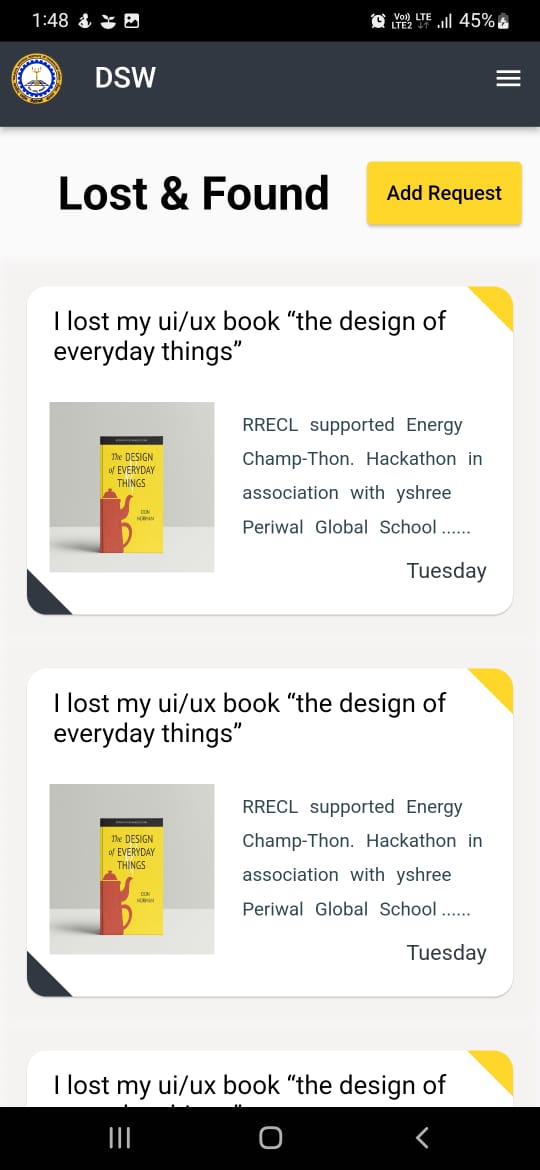 1:48
Vo)) LTE
LTE2
45%
DSW
Lost & Found
Add Request
I lost my ui/ux book “the design of
everyday things”
The DESIGN
of EVERYDAY
THINGS
DON
NORMAN
RRECL supported Energy
Champ-Thon. Hackathon in
association with yshree
Periwal Global School ......
Tuesday
I lost my ui/ux book “the design of
everyday things”
The DESIGN
of EVERYDAY
THINGS
DON
NORMAN
RRECL supported Energy
Champ-Thon. Hackathon in
association with yshree
Periwal Global School ......
Tuesday
I lost my ui/ux book “the design of